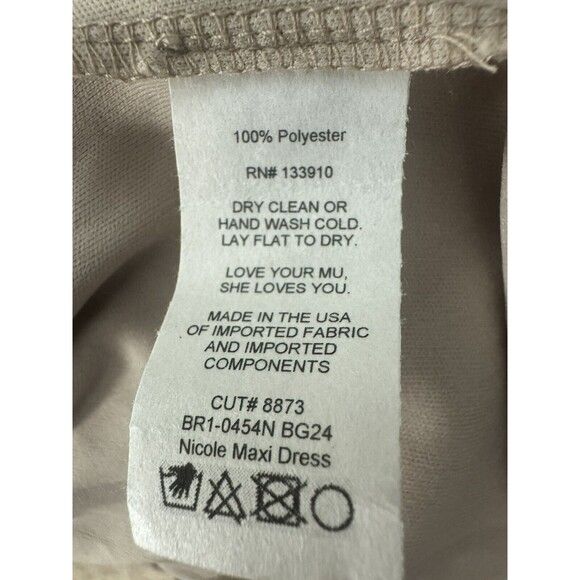 100% Polyester
RN# 133910
DRY CLEAN OR
HAND WASH COLD.
LAY FLAT TO DRY.
LOVE YOUR MU,
SHE LOVES YOU.
MADE IN THE USA
OF IMPORTED FABRIC
AND IMPORTED
COMPONENTS
CUT# 8873
BR1-0454N BG24
Nicole Maxi Dress